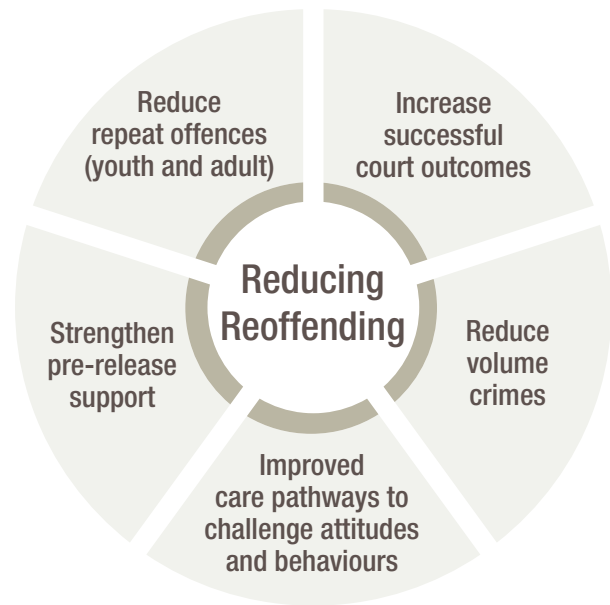 Reduce
repeat offences
(youth and adult)
Increase
successful
court outcomes
Reducing
Reoffending
Strengthen
pre-release
support
Reduce
volume
crimes
Improved
care pathways to
challenge attitudes
and behaviours